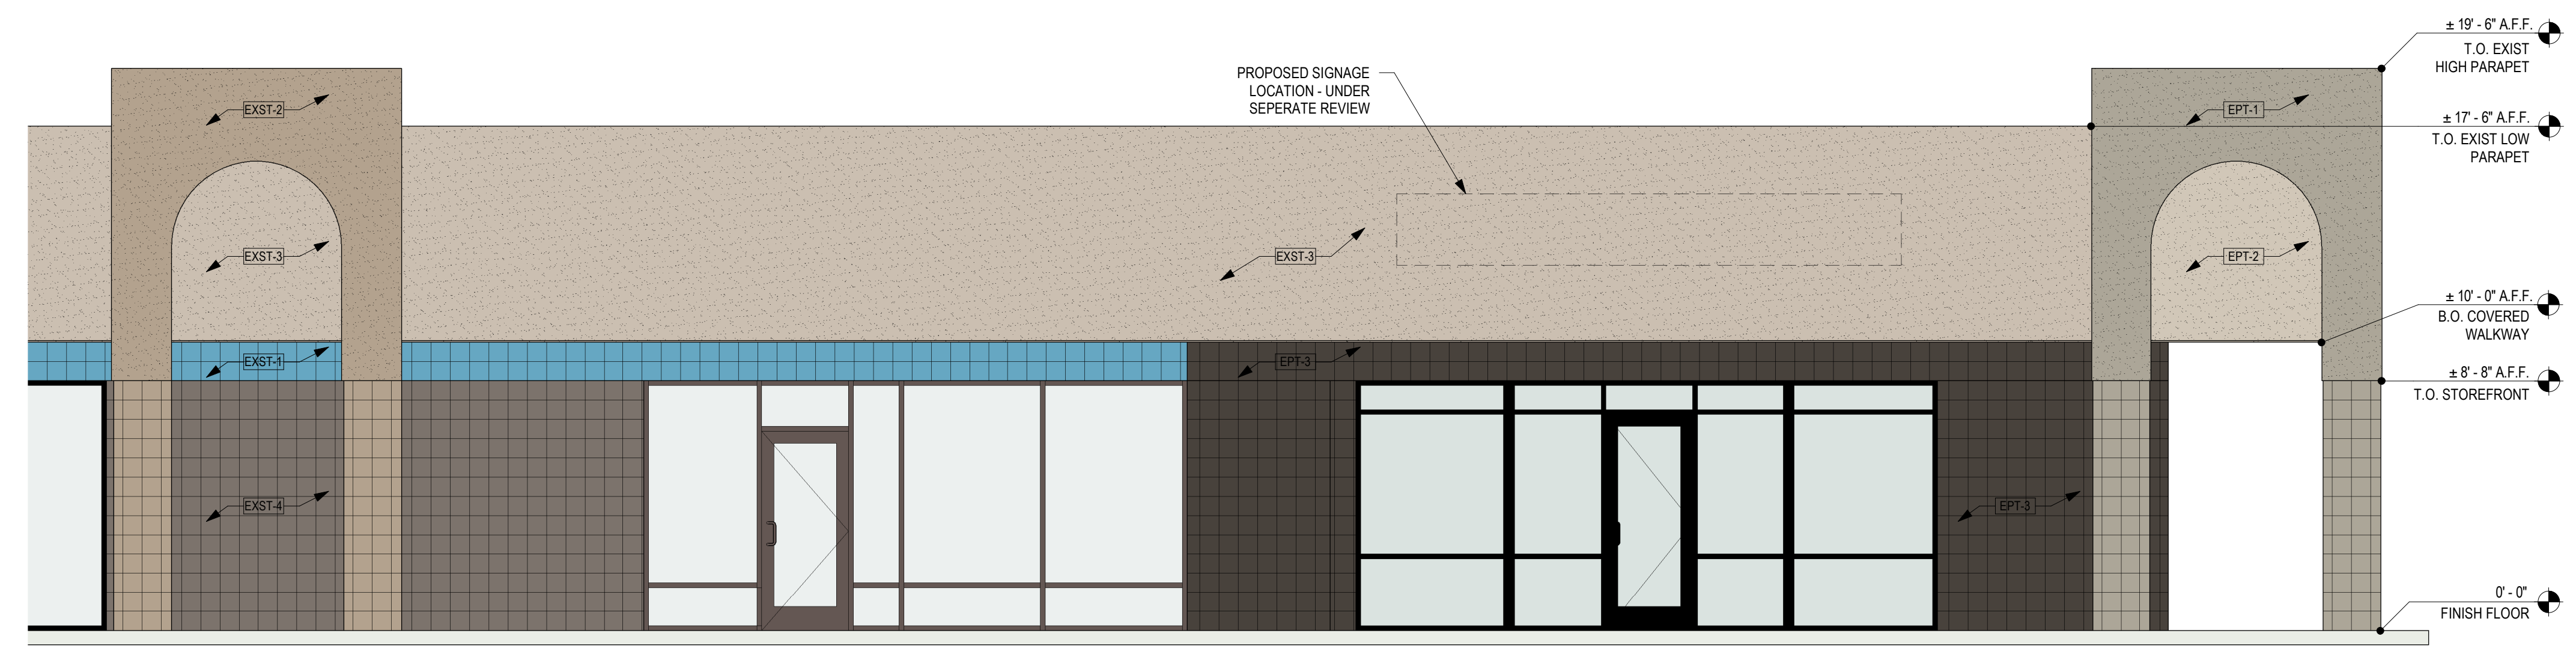 ± 19' - 6" A.F.F.
T.O. EXIST
HIGH PARAPET
PROPOSED SIGNAGE
LOCATION - UNDER
SEPERATE REVIEW
EXST-2
EPT-1
± 17' - 6" A.F.F.
T.O. EXIST LOW
PARAPET
EXST-3
EXST-3
EPT-2
± 10' - 0" A.F.F.
B.O. COVERED
WALKWAY
EXST-1
EPT-3
± 8' - 8" A.F.F.
T.O. STOREFRONT
EXST-4
EPT-3
0' - 0"
FINISH FLOOR